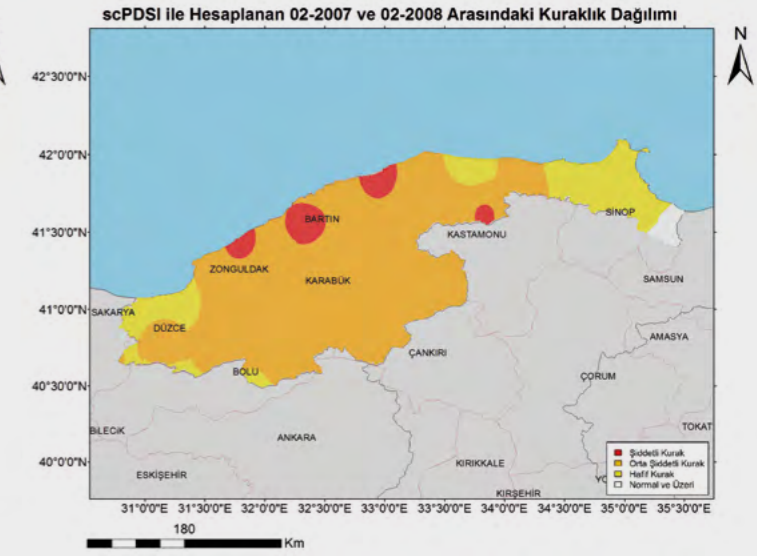 scPDSI ile Hesaplanan 02-2007 ve 02-2008 Arasındaki Kuraklık Dağılımı
N
42°30'0"N
42°0'0"N
41°30'0"N
41°0'0"N
40°30'0"N
40°0'0"N
BARTIN
SİNOP
KASTAMONU
ZONGULDAK
KARABÜK
SAMSUN
SAKARYA
DÜZCE
AMASYA
ÇANKIRI
BOLU
ÇORUM
BİLECİK
TOKAT
ANKARA
ESKİŞEHİR
KIRIKKALE
KIRŞEHİR
YO
Şiddetli Kurak
Orta Şiddetli Kurak
Hafif Kurak
Normal ve Üzeri
31°0'0"E 31°30'0"E 32°0'0"E 32°30'0"E 33°0'0"E 33°30'0"E 34°0'0"E 34°30'0"E 35°0'0"E 35°30'0"E
180
Km